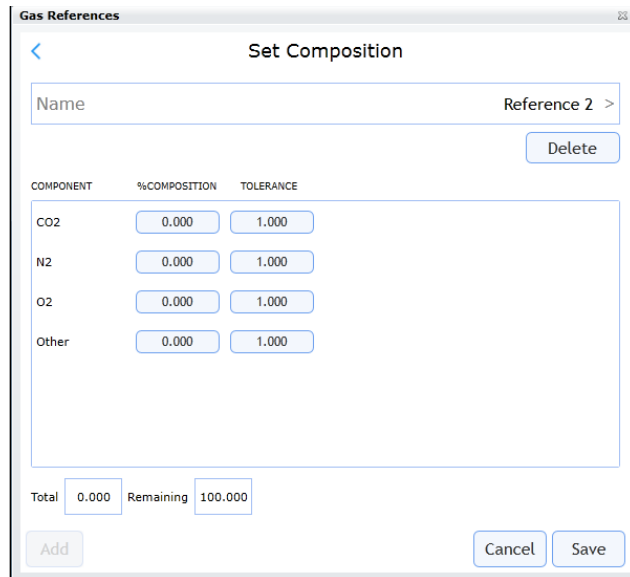 Gas References
Set Composition
Name Reference 2 >
Delete
COMPONENT %COMPOSITION TOLERANCE
CO2 0.000 1.000
N2 0.000 1.000
O2 0.000 1.000
Other 0.000 1.000
Total 0.000 Remaining 100.000
Add Cancel Save